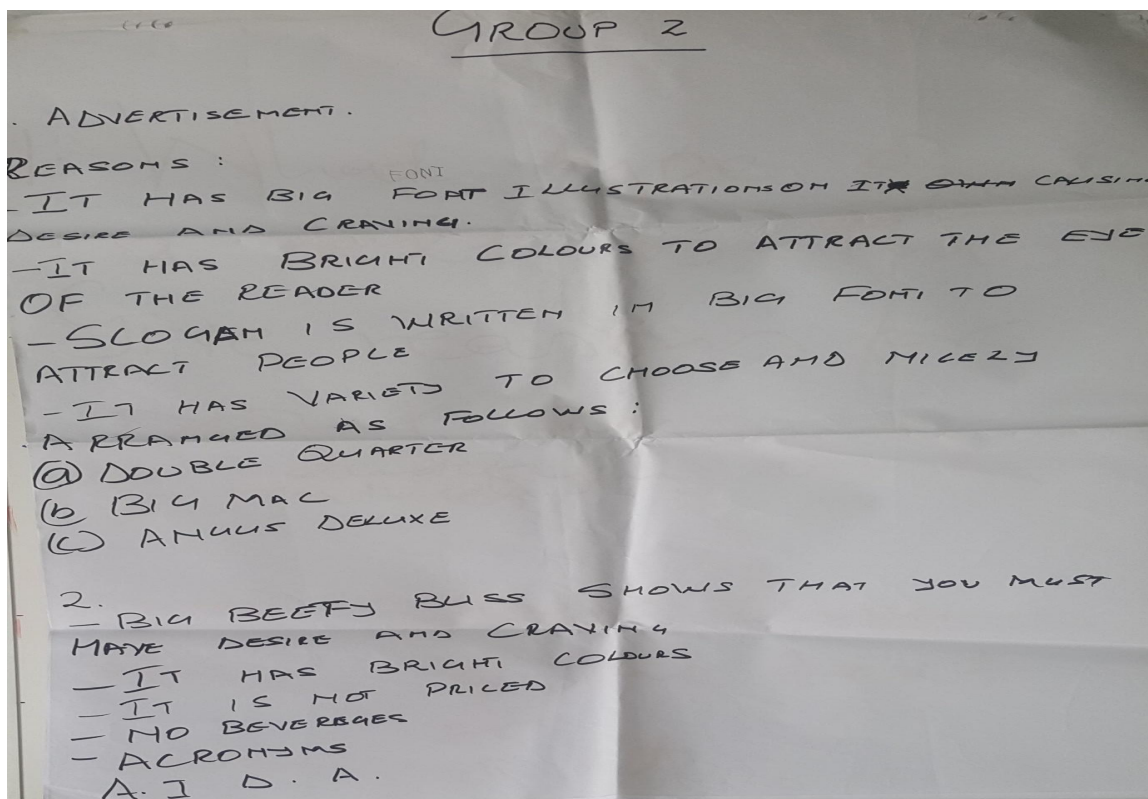 GROUP 2
. ADVERTISEMENT.
REASONS :
FONT
- IT HAS BIG FONT ILLUSTRATIONS ON IT CAUSING
DESIRE AND CRAVING.
- IT HAS BRIGHT COLOURS TO ATTRACT THE EYE
OF THE READER
- SLOGAN IS WRITTEN IN BIG FONT TO
ATTRACT PEOPLE
- IT HAS VARIETY TO CHOOSE AND NICELY
ARRANGED AS FOLLOWS :
(a) DOUBLE QUARTER
(b BIG MAC
(c) ANGUS DELUXE
2.
- BIG BEEFY BLISS SHOWS THAT YOU MUST
HAVE DESIRE AND CRAVING
- IT HAS BRIGHT COLOURS
- IT IS NOT PRICED
- NO BEVEREGES
- ACRONYMS
A. I D. A.